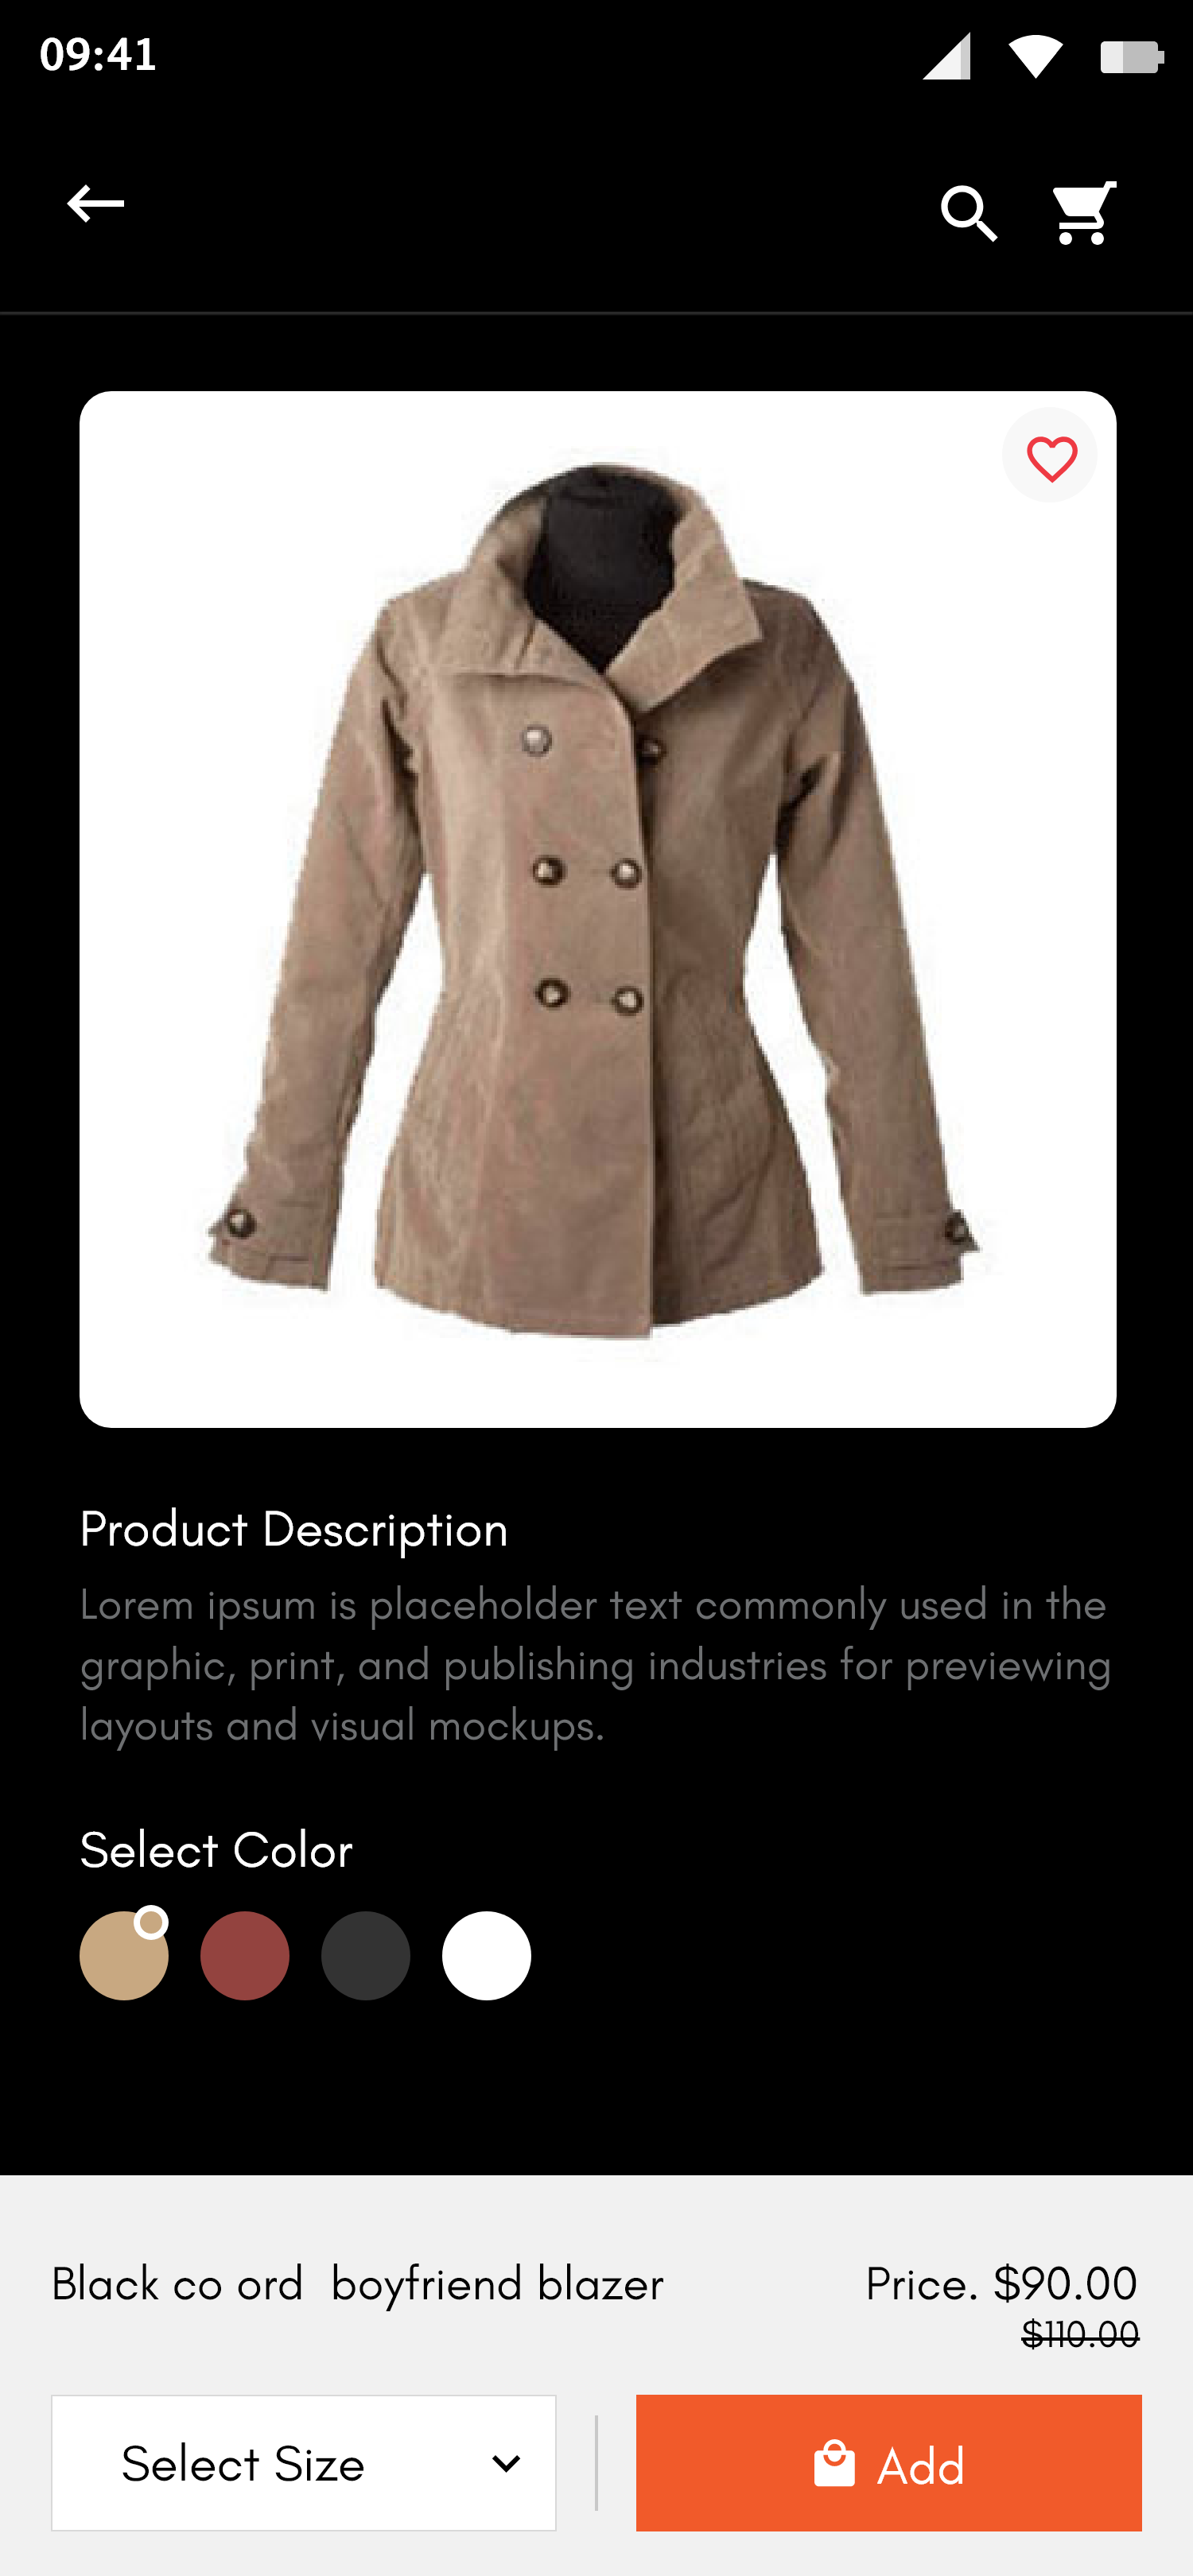 09:41
Product Description
Lorem ipsum is placeholder text commonly used in the
graphic, print, and publishing industries for previewing
layouts and visual mockups.
Select Color
Black co ord  boyfriend blazer
Price. $90.00
$110.00
Select Size
Add